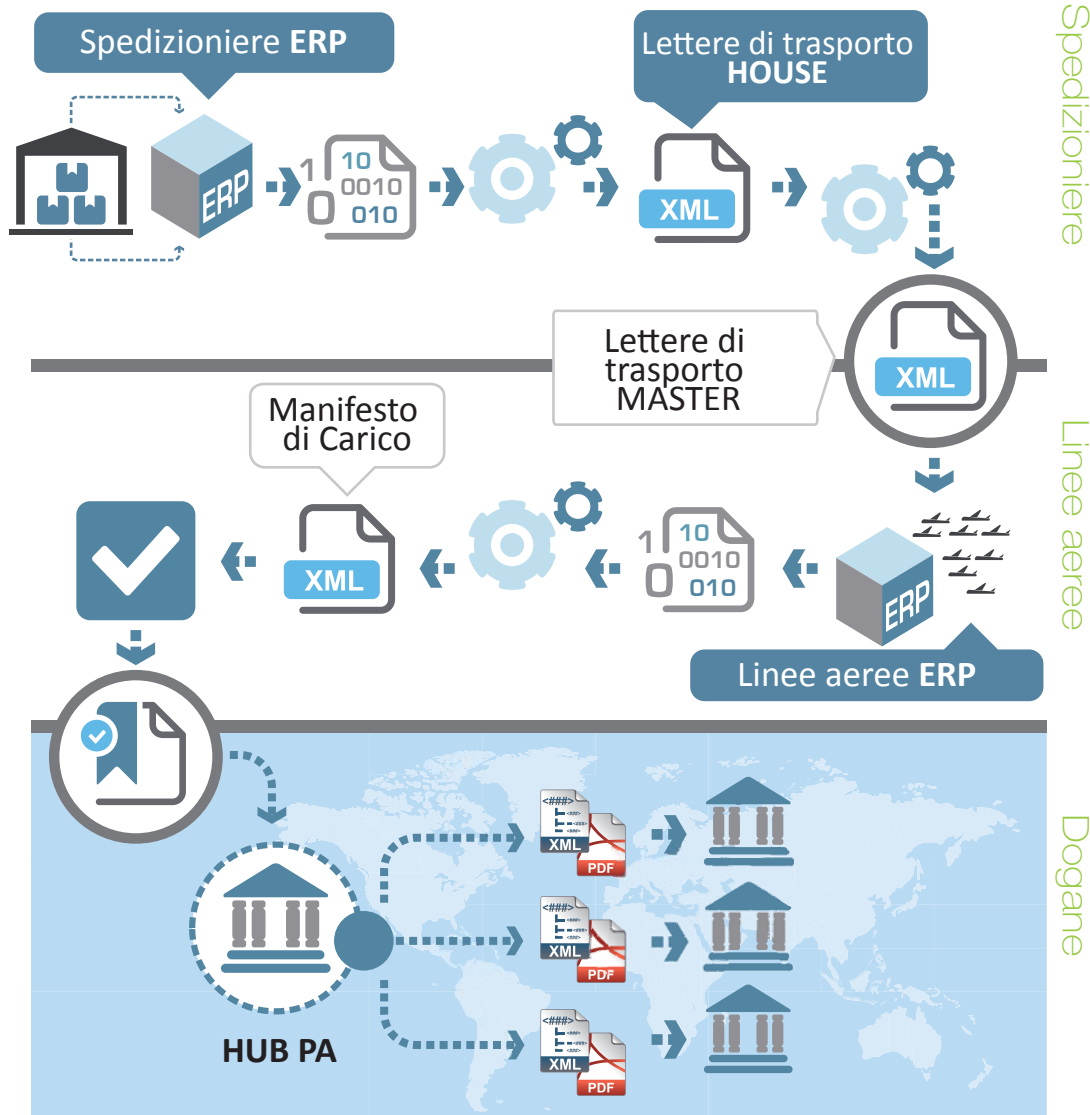 Spedizioniere ERP
Lettere di trasporto
HOUSE
Spedizioniere
ERP
1
0
10
0010
010
XML
Lettere di
trasporto
MASTER
XML
Manifesto
di Carico
Linee aeree
XML
1
0
10
0010
010
ERP
Linee aeree ERP
Dogane
HUB PA
<###>
<###>
<###>
<###>
XML
PDF
<###>
<###>
<###>
<###>
XML
PDF
<###>
<###>
<###>
<###>
XML
PDF